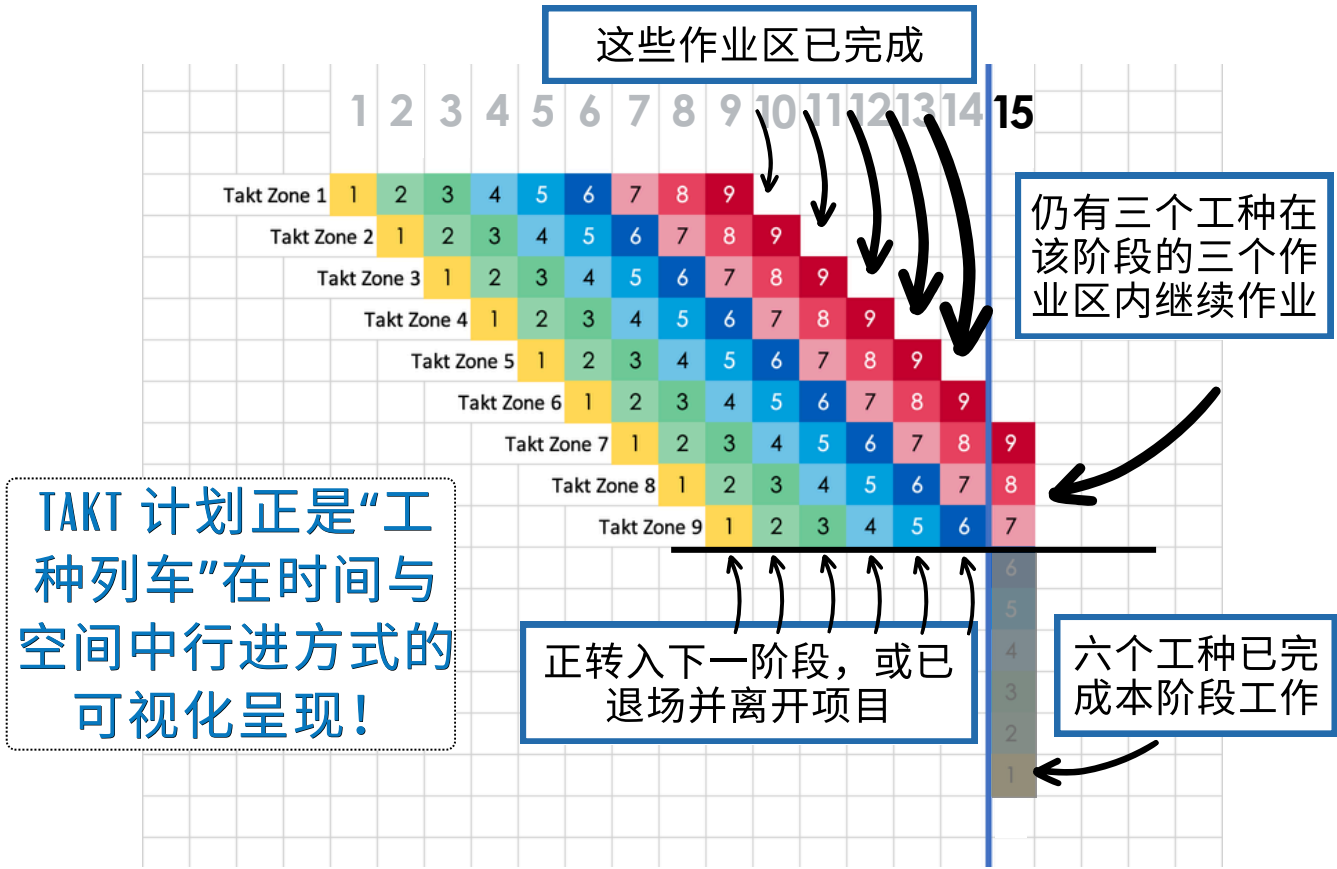 这些作业区已完成
1 2 3 4 5 6 7 8 9 10 11 12 13 14 15
Takt Zone 1 1 2 3 4 5 6 7 8 9
Takt Zone 2 1 2 3 4 5 6 7 8 9
Takt Zone 3 1 2 3 4 5 6 7 8 9
Takt Zone 4 1 2 3 4 5 6 7 8 9
Takt Zone 5 1 2 3 4 5 6 7 8 9
Takt Zone 6 1 2 3 4 5 6 7 8 9
Takt Zone 7 1 2 3 4 5 6 7 8 9
Takt Zone 8 1 2 3 4 5 6 7 8
Takt Zone 9 1 2 3 4 5 6 7
6
5
4
3
2
1
仍有三个工种在
该阶段的三个作
业区内继续作业
TAKT 计划正是“工
种列车”在时间与
空间中行进方式的
可视化呈现!
正转入下一阶段，或已
退场并离开项目
六个工种已完
成本阶段工作